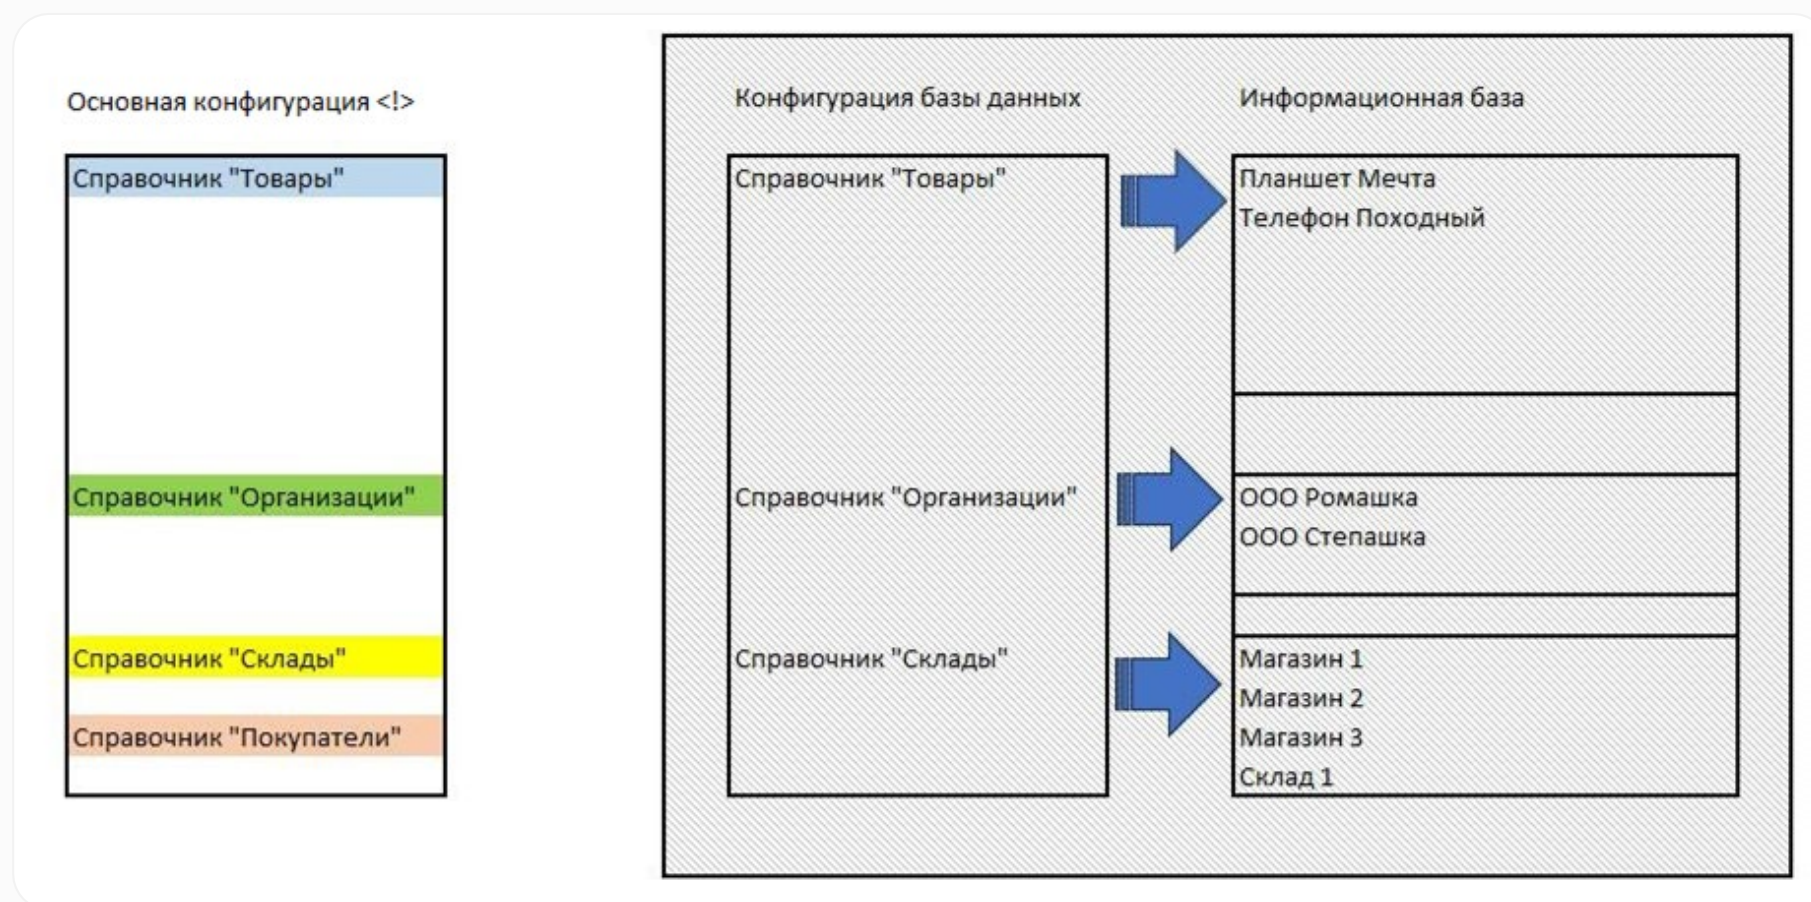 Основная конфигурация <!>
Справочник "Товары"
Справочник "Организации"
Справочник "Склады"
Справочник "Покупатели"
Конфигурация базы данных
Справочник "Товары"
Справочник "Организации"
Справочник "Склады"
Информационная база
Планшет Мечта
Телефон Походный
ООО Ромашка
ООО Степашка
Магазин 1
Магазин 2
Магазин 3
Склад 1